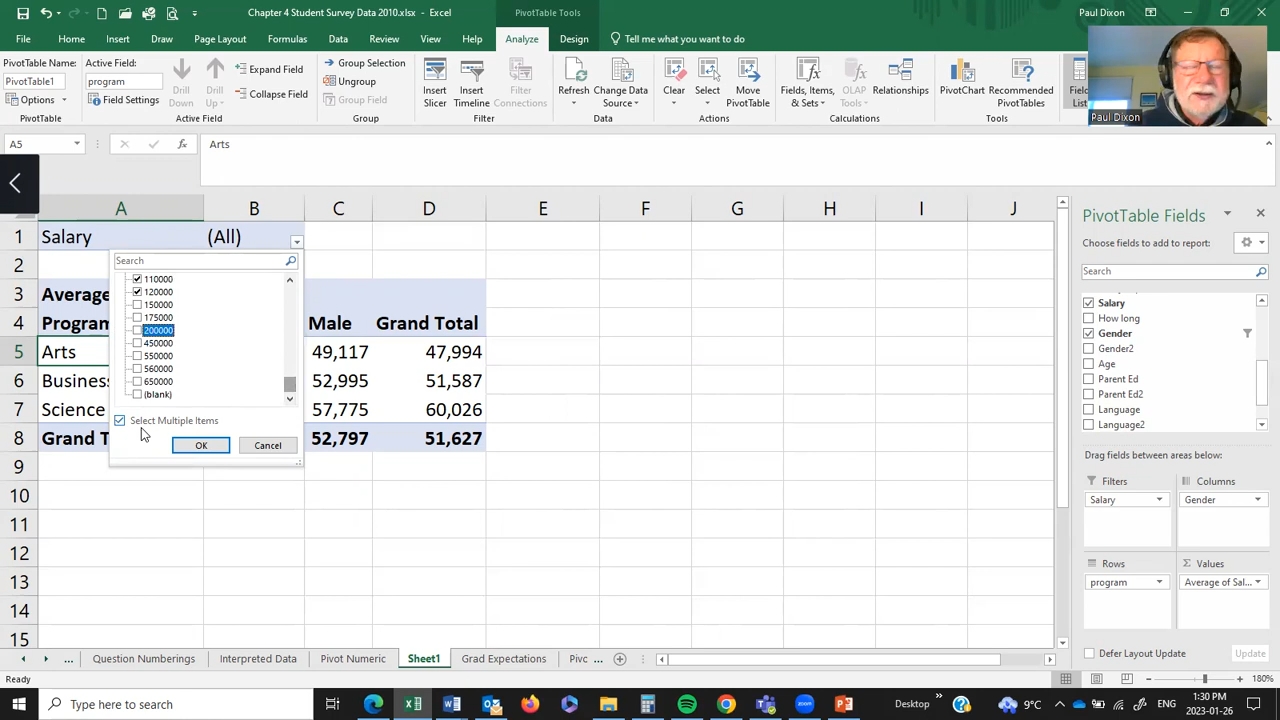 Chapter 4 Student Survey Data 2010.xlsx - Excel
PivotTable Tools
Paul Dixon
File
Home
Insert
Draw
Page Layout
Formulas
Data
Review
View
Help
Analyze
Design
Tell me what you want to do
PivotTable Name:
PivotTable1
Options
PivotTable
Active Field:
program
Field Settings
Drill Down
Drill Up
Expand Field
Collapse Field
Active Field
Group Selection
Ungroup
Group Field
Group
Insert Slicer
Insert Timeline
Filter Connections
Filter
Refresh
Change Data Source
Data
Clear
Select
Move PivotTable
Actions
Fields, Items, & Sets
OLAP Tools
Relationships
Calculations
PivotChart
Recommended PivotTables
Tools
Field List
Paul Dixon
A5
Arts
A B C D E F G H I J
1 Salary (All)
2
3 Average
4 Program Male Grand Total
5 Arts 49,117 47,994
6 Business 52,995 51,587
7 Science 57,775 60,026
8 Grand T 52,797 51,627
9
10
11
12
13
14
15
Search
110000
120000
150000
175000
200000
450000
550000
560000
650000
(blank)
Select Multiple Items
OK
Cancel
PivotTable Fields
Choose fields to add to report:
Search
Salary
How long
Gender
Gender2
Age
Parent Ed
Parent Ed2
Language
Language2
Drag fields between areas below:
Filters
Salary
Columns
Gender
Rows
program
Values
Average of Sal...
Defer Layout Update
Update
...
Question Numberings
Interpreted Data
Pivot Numeric
Sheet1
Grad Expectations
Pivc ...
Ready
180%
Type here to search
Desktop
9°C
ENG
1:30 PM
2023-01-26